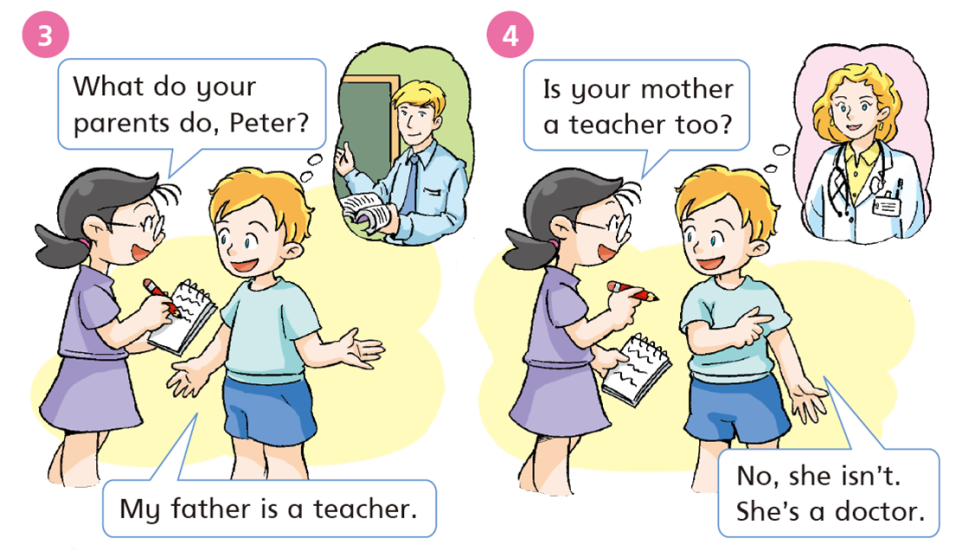 3
What do your
parents do, Peter?
My father is a teacher.
4
Is your mother
a teacher too?
No, she isn't.
She's a doctor.